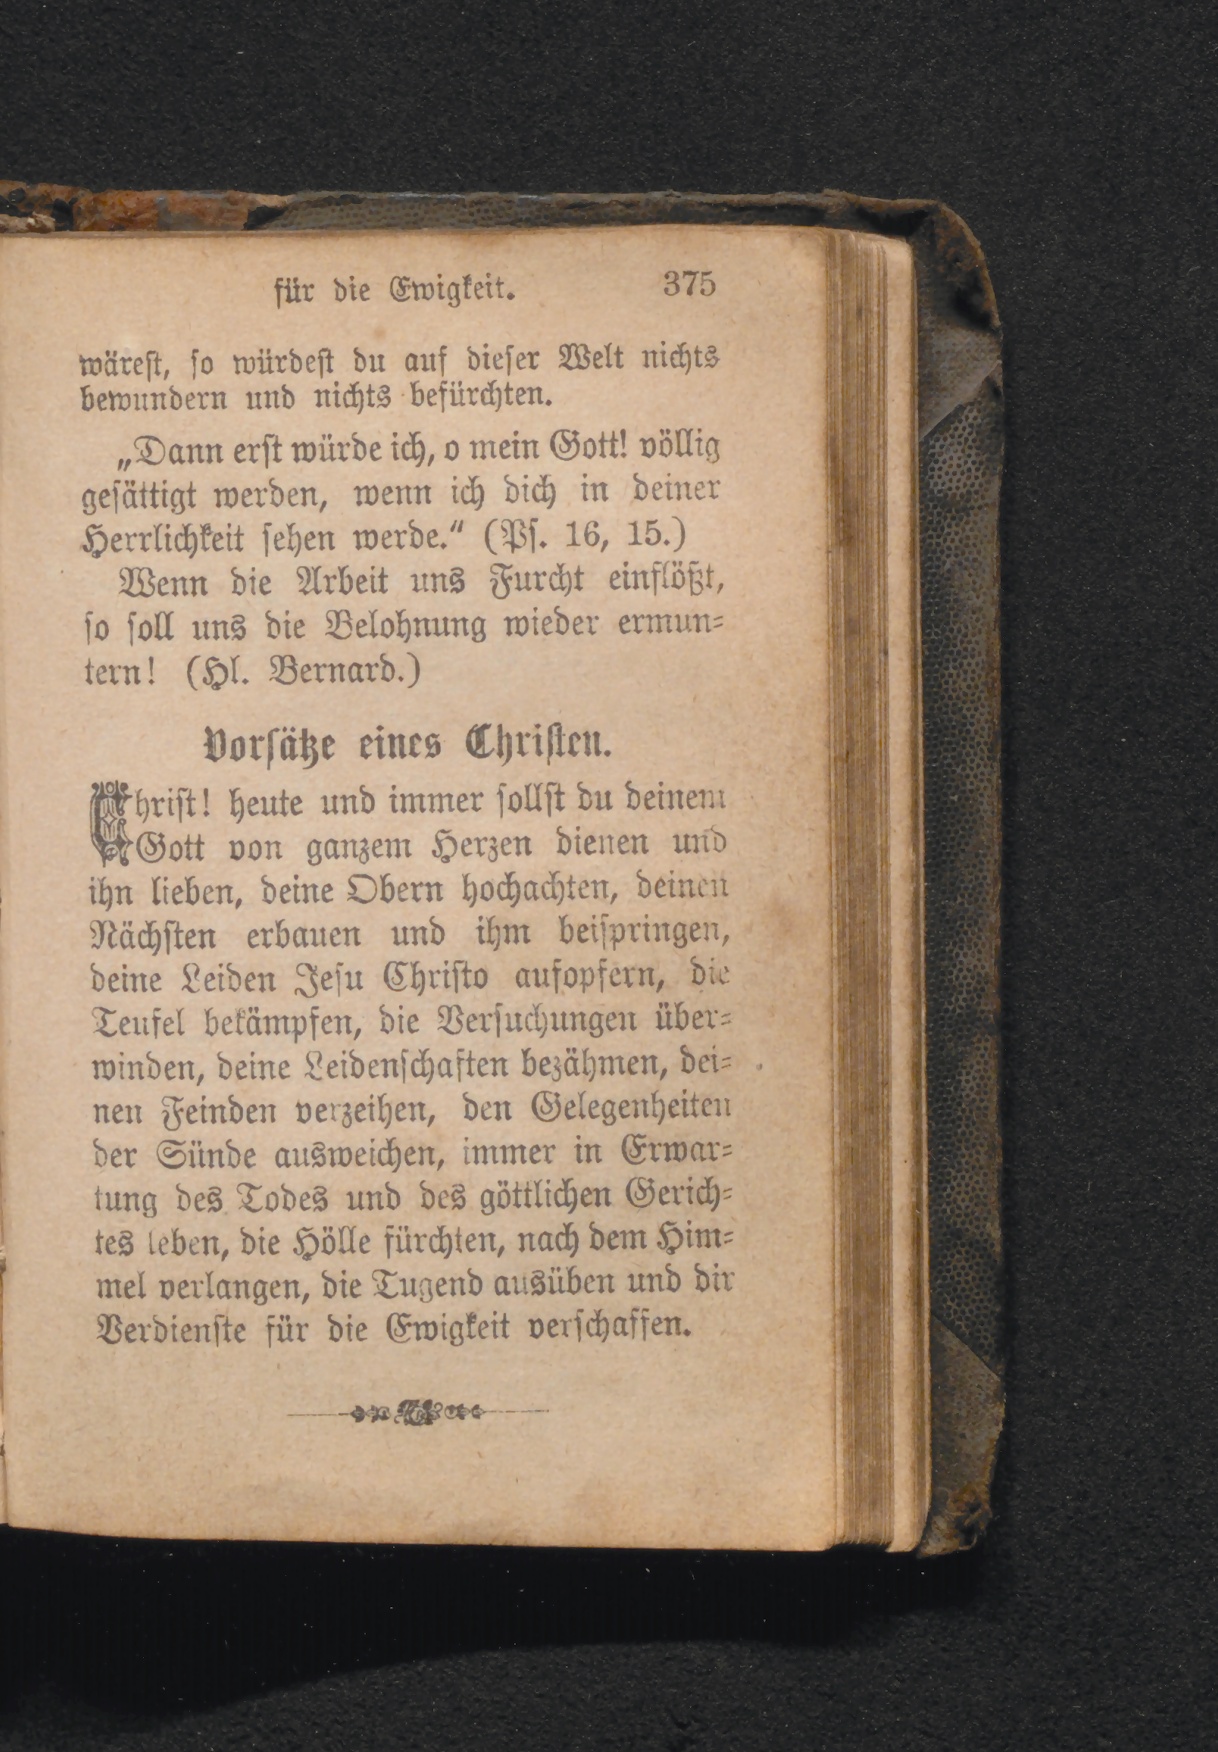 für die Ewigkeit. 375
wärest, so würdest du auf dieser Welt nichts
bewundern und nichts befürchten.
„Dann erst würde ich, o mein Gott! völlig
gesättigt werden, wenn ich dich in deiner
Herrlichkeit sehen werde.“ (Ps. 16, 15.)
Wenn die Arbeit uns Furcht einflößt,
so soll uns die Belohnung wieder ermun⸗
tern! (Hl. Bernard.)
Vorsätze eines Christen.
Christ! heute und immer sollst du deinem
Gott von ganzem Herzen dienen und
ihn lieben, deine Obern hochachten, deinen
Nächsten erbauen und ihm beispringen,
deine Leiden Jesu Christo aufopfern, die
Teufel bekämpfen, die Versuchungen über⸗
winden, deine Leidenschaften bezähmen, dei⸗
nen Feinden verzeihen, den Gelegenheiten
der Sünde ausweichen, immer in Erwar⸗
tung des Todes und des göttlichen Gerich⸗
tes leben, die Hölle fürchten, nach dem Him⸗
mel verlangen, die Tugend ausüben und dir
Verdienste für die Ewigkeit verschaffen.